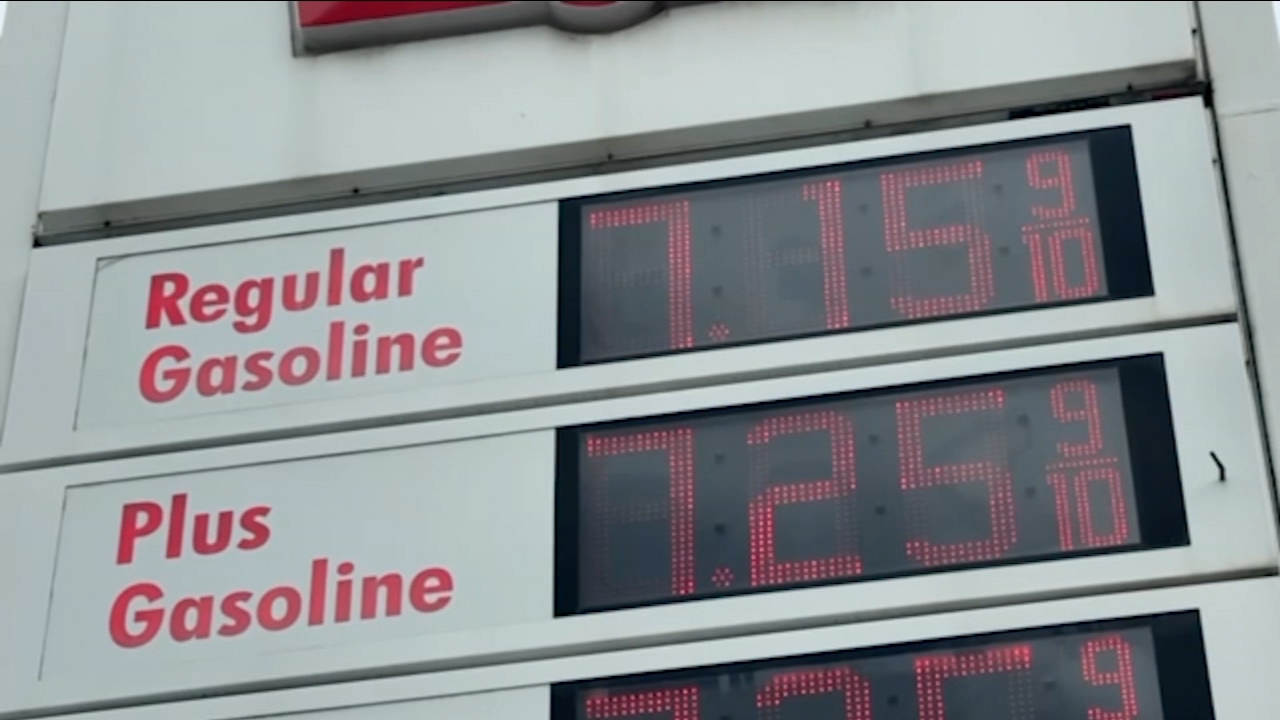 Regular
Gasoline
7.15 9/10
Plus
Gasoline
7.25 9/10